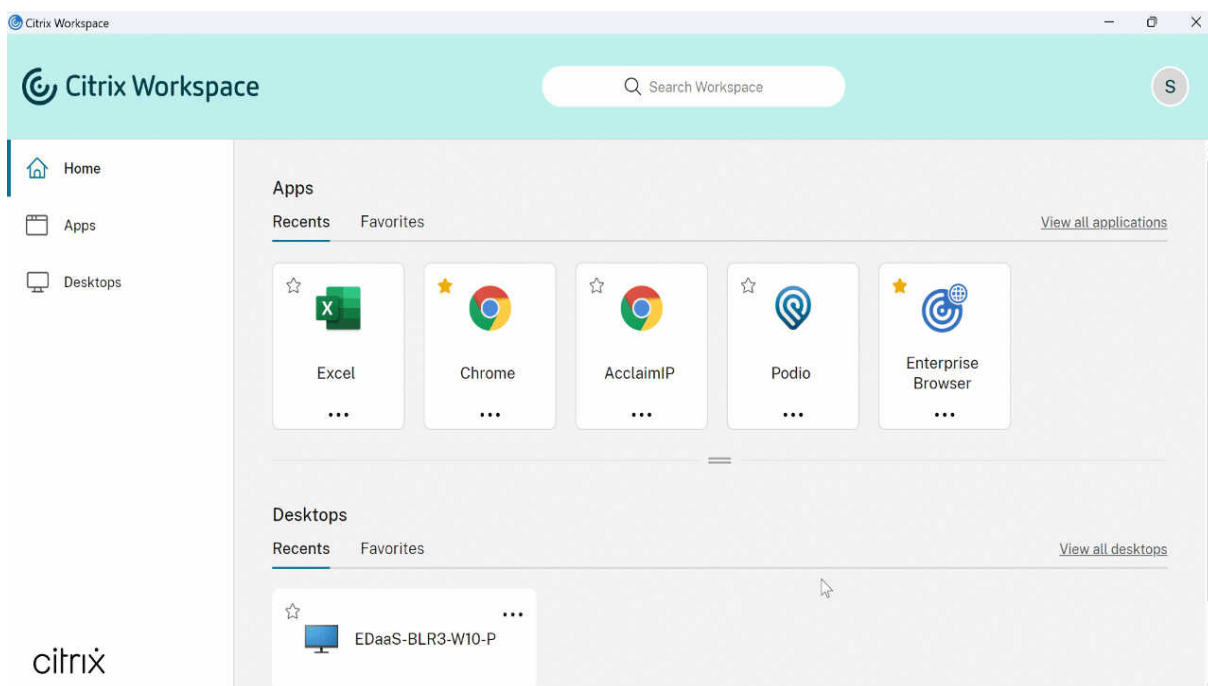 Citrix Workspace
Citrix Workspace
Search Workspace
S
Home
Apps
Desktops
Apps
Recents Favorites View all applications
Excel Chrome AcclaimIP Podio Enterprise Browser
Desktops
Recents Favorites View all desktops
EDaaS-BLR3-W10-P
citrix